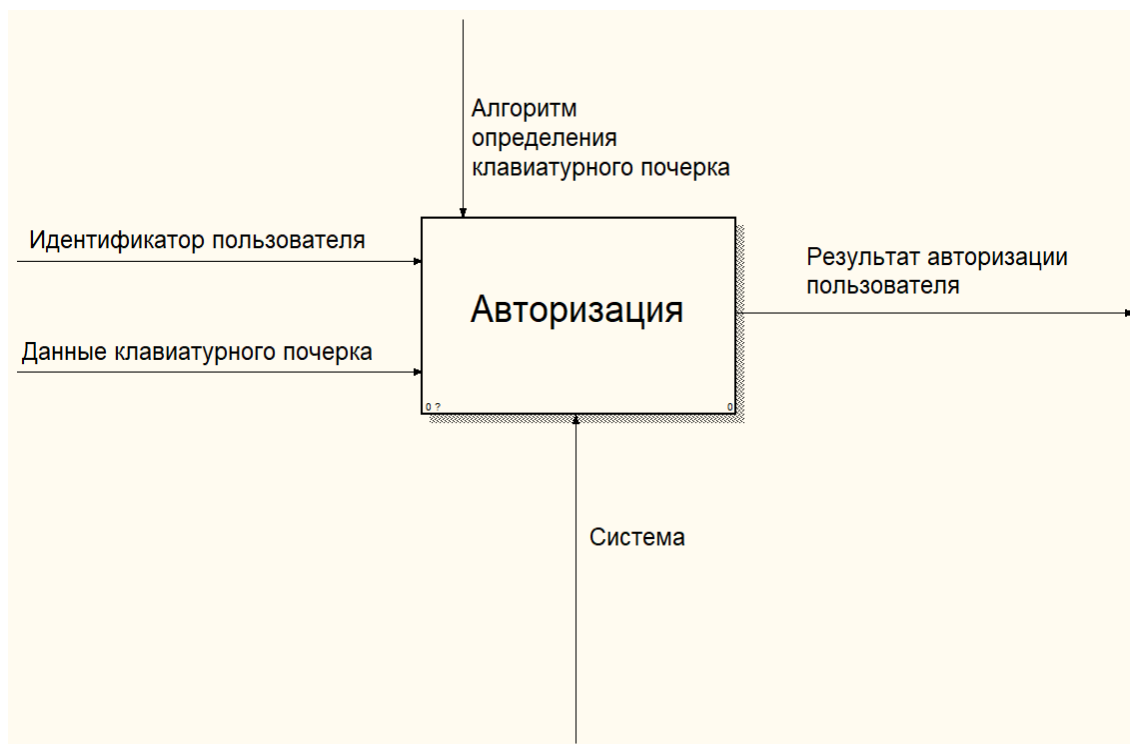 Алгоритм
определения
клавиатурного почерка
Идентификатор пользователя
Результат авторизации
пользователя
Авторизация
Данные клавиатурного почерка
0 ?
0
Система